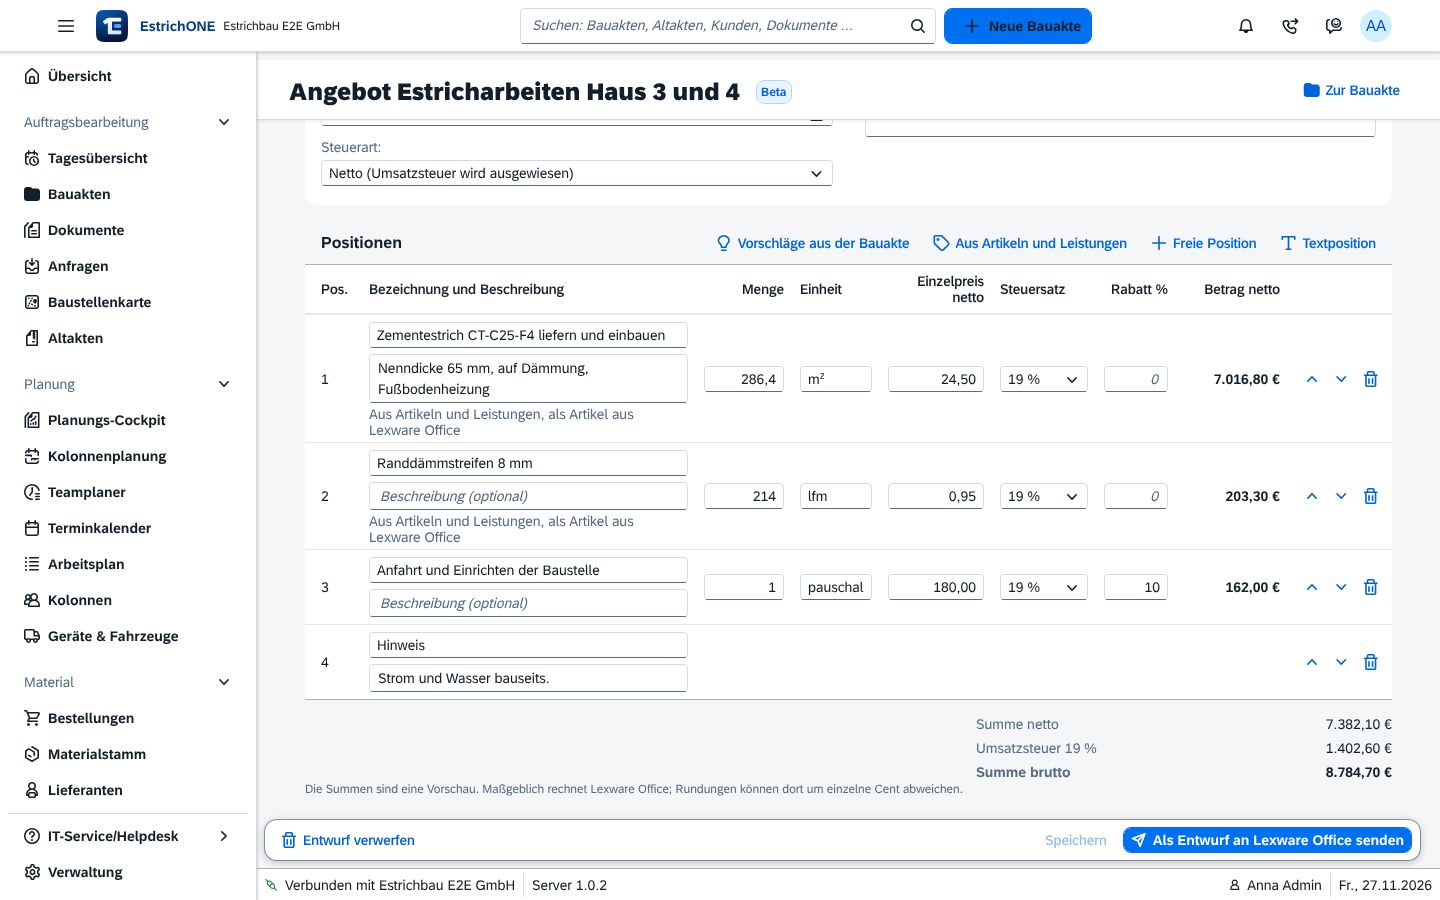 EstrichONE Estrichbau E2E GmbH
Suchen: Bauakten, Altakten, Kunden, Dokumente ...
Neue Bauakte
AA
Übersicht
Auftragsbearbeitung
Tagesübersicht
Bauakten
Dokumente
Anfragen
Baustellenkarte
Altakten
Planung
Planungs-Cockpit
Kolonnenplanung
Teamplaner
Terminkalender
Arbeitsplan
Kolonnen
Geräte & Fahrzeuge
Material
Bestellungen
Materialstamm
Lieferanten
IT-Service/Helpdesk
Verwaltung
Angebot Estricharbeiten Haus 3 und 4 Beta
Zur Bauakte
Steuerart:
Netto (Umsatzsteuer wird ausgewiesen)
Positionen
Vorschläge aus der Bauakte
Aus Artikeln und Leistungen
Freie Position
Textposition
Pos. Bezeichnung und Beschreibung Menge Einheit Einzelpreis netto Steuersatz Rabatt % Betrag netto
Zementestrich CT-C25-F4 liefern und einbauen
Nenndicke 65 mm, auf Dämmung,
Fußbodenheizung
1 286,4 m² 24,50 19 % 0 7.016,80 €
Aus Artikeln und Leistungen, als Artikel aus
Lexware Office
Randdämmstreifen 8 mm
2 Beschreibung (optional) 214 lfm 0,95 19 % 0 203,30 €
Aus Artikeln und Leistungen, als Artikel aus
Lexware Office
Anfahrt und Einrichten der Baustelle
3 1 pauschal 180,00 19 % 10 162,00 €
Beschreibung (optional)
Hinweis
4
Strom und Wasser bauseits.
Summe netto 7.382,10 €
Umsatzsteuer 19 % 1.402,60 €
Summe brutto 8.784,70 €
Die Summen sind eine Vorschau. Maßgeblich rechnet Lexware Office; Rundungen können dort um einzelne Cent abweichen.
Entwurf verwerfen
Speichern
Als Entwurf an Lexware Office senden
Verbunden mit Estrichbau E2E GmbH Server 1.0.2
Anna Admin Fr., 27.11.2026